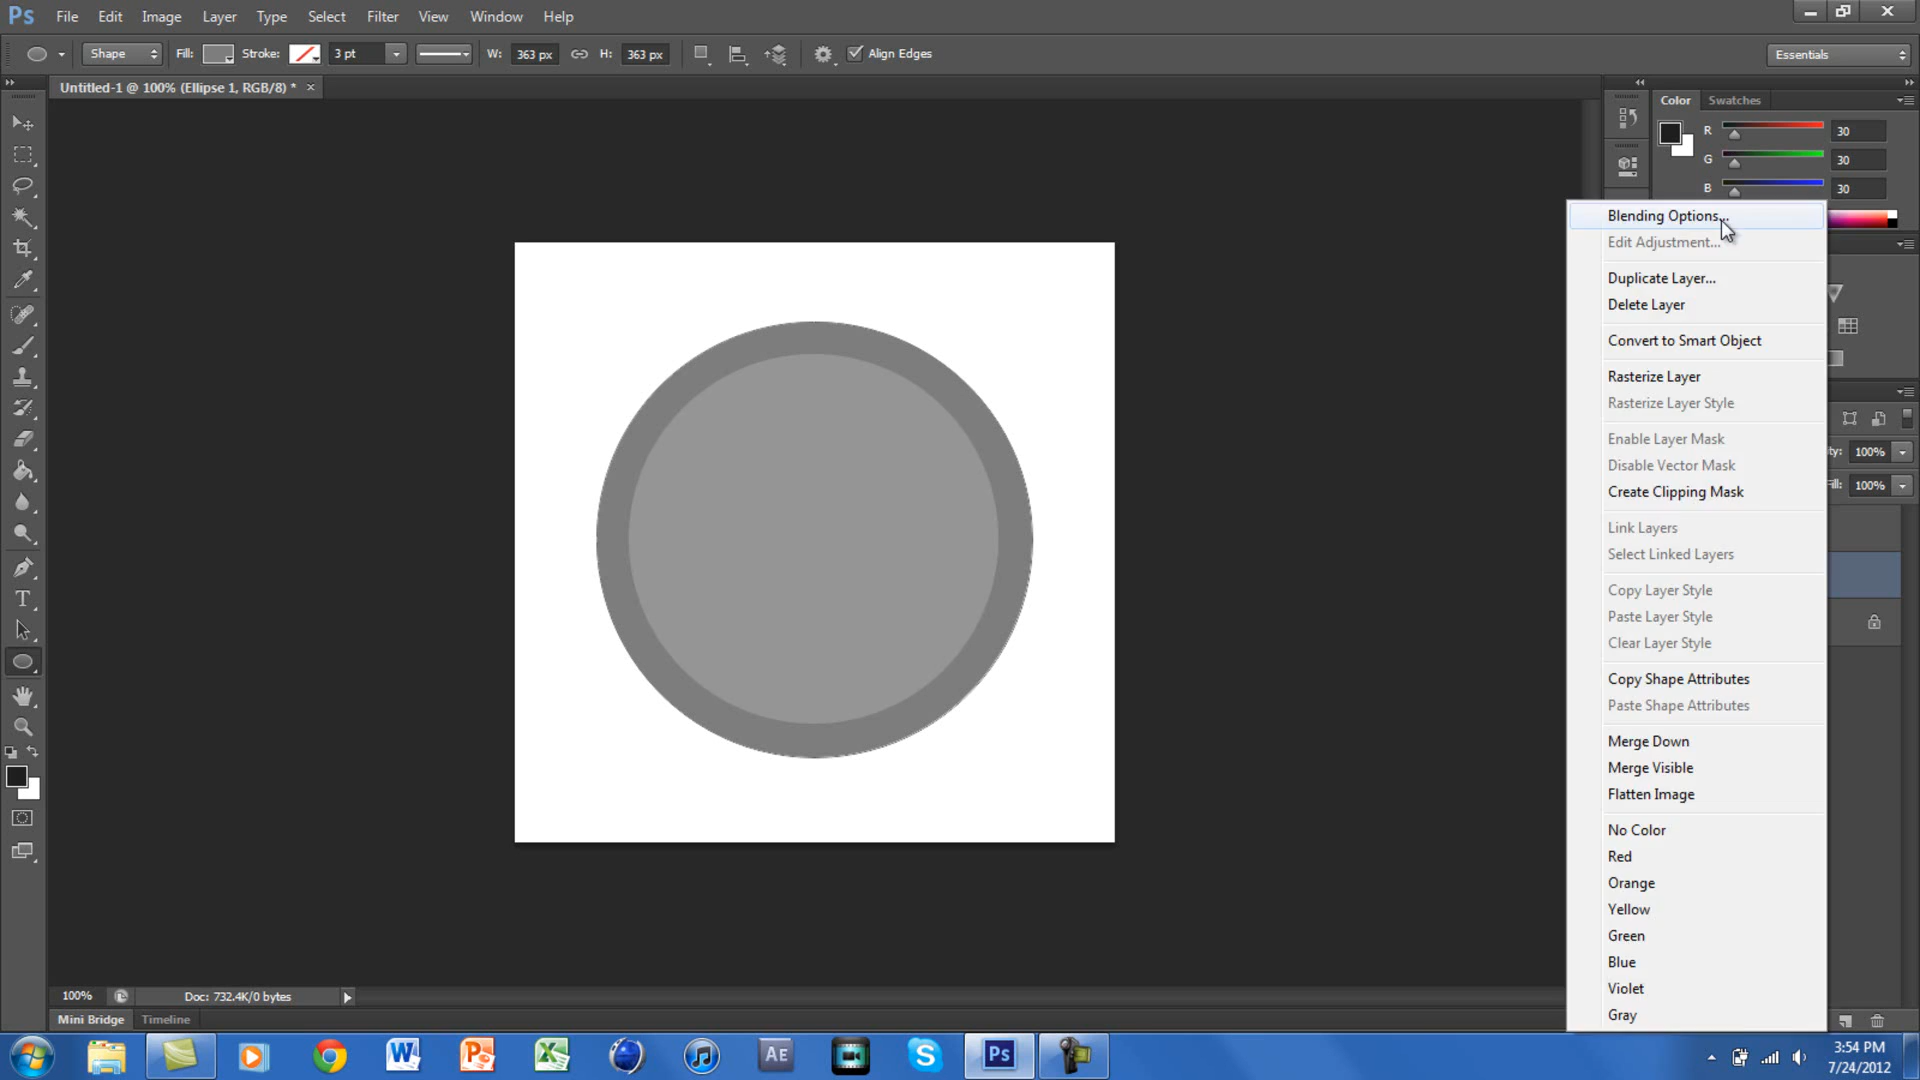 Ps File Edit Image Layer Type Select Filter View Window Help
Shape Fill: Stroke: 3 pt W: 363 px H: 363 px Align Edges Essentials
Untitled-1 @ 100% (Ellipse 1, RGB/8) * ×
Color Swatches
R 30
G 30
B 30
Blending Options...
Edit Adjustment...
Duplicate Layer...
Delete Layer
Convert to Smart Object
Rasterize Layer
Rasterize Layer Style
Enable Layer Mask
Disable Vector Mask
Create Clipping Mask
Link Layers
Select Linked Layers
Copy Layer Style
Paste Layer Style
Clear Layer Style
Copy Shape Attributes
Paste Shape Attributes
Merge Down
Merge Visible
Flatten Image
No Color
Red
Orange
Yellow
Green
Blue
Violet
Gray
100%
100%
T
100% Doc: 732.4K/0 bytes
Mini Bridge Timeline
AE Ps
3:54 PM
7/24/2012